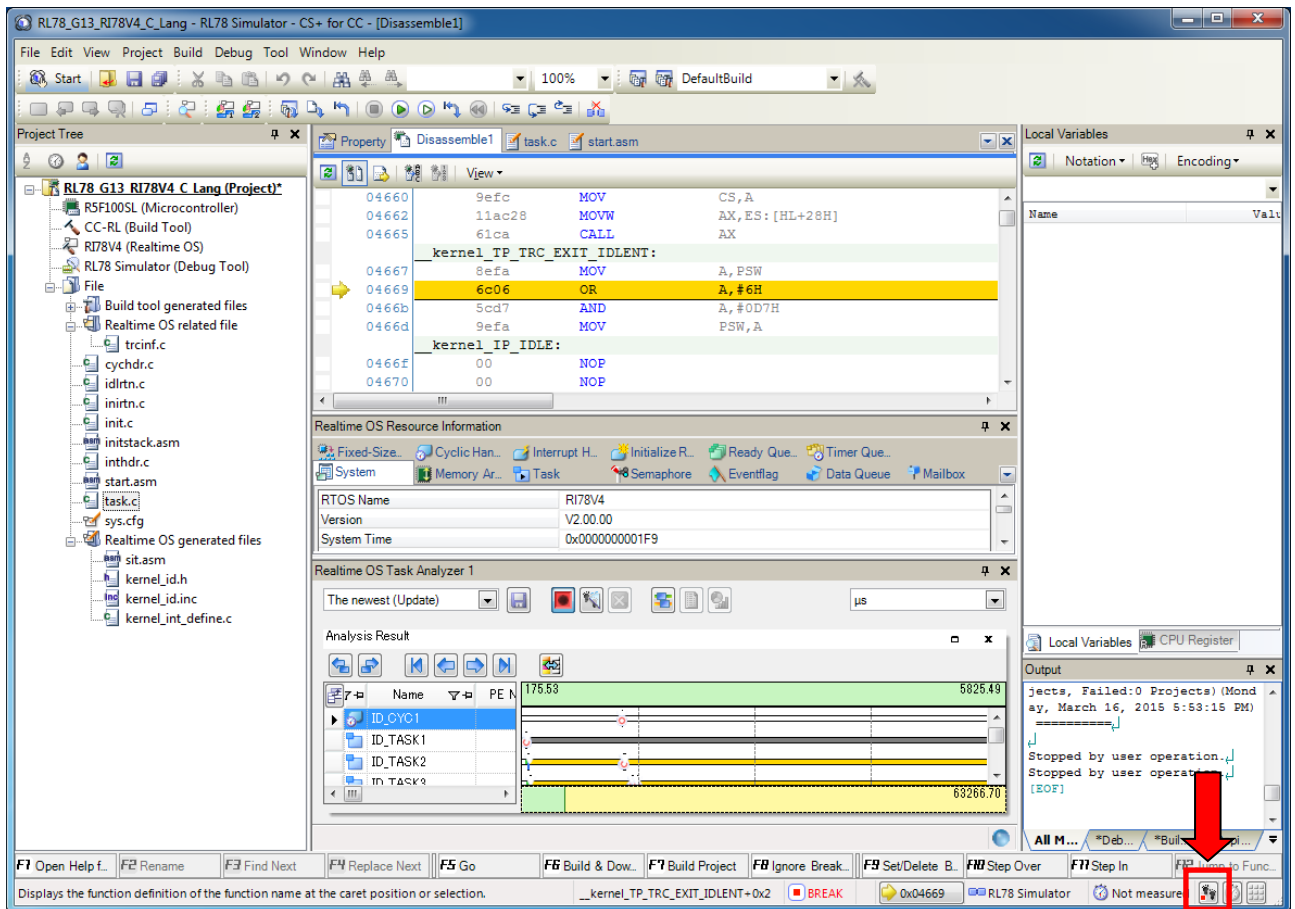 RL78_G13_RI78V4_C_Lang - RL78 Simulator - CS+ for CC - [Disassemble1]
File Edit View Project Build Debug Tool Window Help
Start 100% DefaultBuild
Project Tree
RL78_G13_RI78V4_C_Lang (Project)*
R5F100SL (Microcontroller)
CC-RL (Build Tool)
RI78V4 (Realtime OS)
RL78 Simulator (Debug Tool)
File
Build tool generated files
Realtime OS related file
trcinf.c
cychdr.c
idlrtn.c
inirtn.c
init.c
initstack.asm
inthdr.c
start.asm
task.c
sys.cfg
Realtime OS generated files
sit.asm
kernel_id.h
kernel_id.inc
kernel_int_define.c
Property Disassemble1 task.c start.asm
View
04660 9efc MOV CS,A
04662 11ac28 MOVW AX,ES:[HL+28H]
04665 61ca CALL AX
__kernel_TP_TRC_EXIT_IDLENT:
04667 8efa MOV A,PSW
04669 6c06 OR A,#6H
0466b 5cd7 AND A,#0D7H
0466d 9efa MOV PSW,A
__kernel_IP_IDLE:
0466f 00 NOP
04670 00 NOP
Realtime OS Resource Information
Fixed-Size... Cyclic Han... Interrupt H... Initialize R... Ready Que... Timer Que...
System Memory Ar... Task Semaphore Eventflag Data Queue Mailbox
RTOS Name RI78V4
Version V2.00.00
System Time 0x0000000001F9
Realtime OS Task Analyzer 1
The newest (Update) µs
Analysis Result
Name PE N 175.53 5825.49
ID_CYC1
ID_TASK1
ID_TASK2
ID_TASK3
63266.70
Local Variables
Notation Hex Encoding
Name Valu
Local Variables CPU Register
Output
jects, Failed:0 Projects)(Mond
ay, March 16, 2015 5:53:15 PM)
==========
Stopped by user operation.
Stopped by user operation.
[EOF]
All M... *Deb...
F1 Open Help f... F2 Rename F3 Find Next F4 Replace Next F5 Go F6 Build & Dow... F7 Build Project F8 Ignore Break... F9 Set/Delete B... F10 Step Over F11 Step In F12 Jump to Func...
Displays the function definition of the function name at the caret position or selection. __kernel_TP_TRC_EXIT_IDLENT+0x2 BREAK 0x04669 RL78 Simulator Not measure